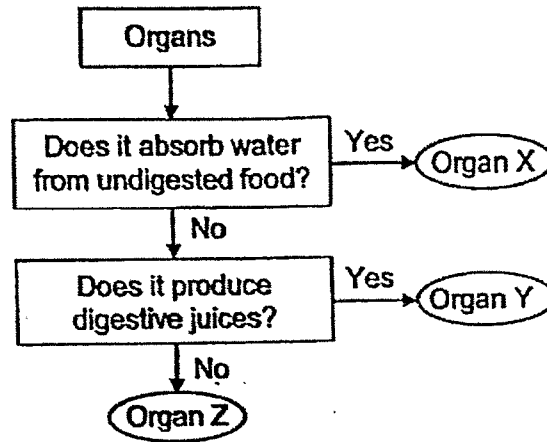 Organs
Does it absorb water
from undigested food?
Yes
Organ X
No
Does it produce
digestive juices?
Yes
Organ Y
No
Organ Z